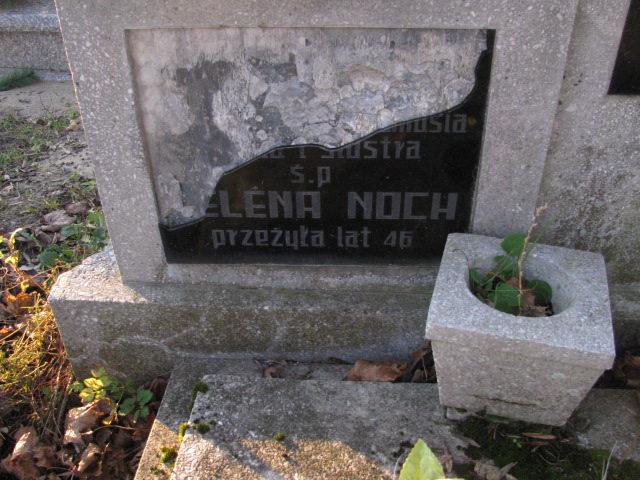 i siostra
ś.p
ELENA NOCH
przeżyła lat 46